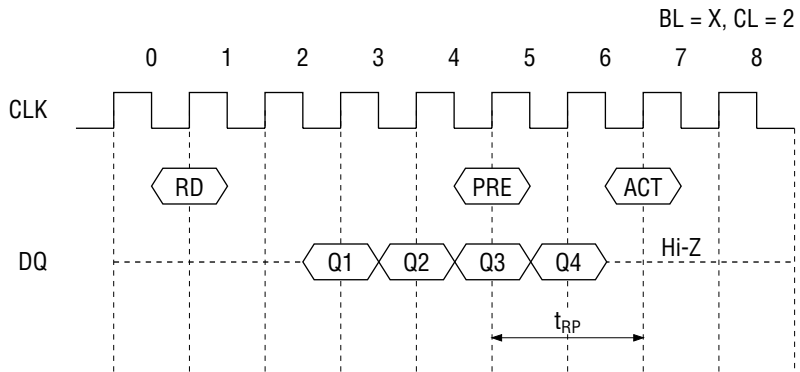 BL = X, CL = 2
0 1 2 3 4 5 6 7 8
CLK
RD PRE ACT
DQ Q1 Q2 Q3 Q4 Hi-Z
tRP